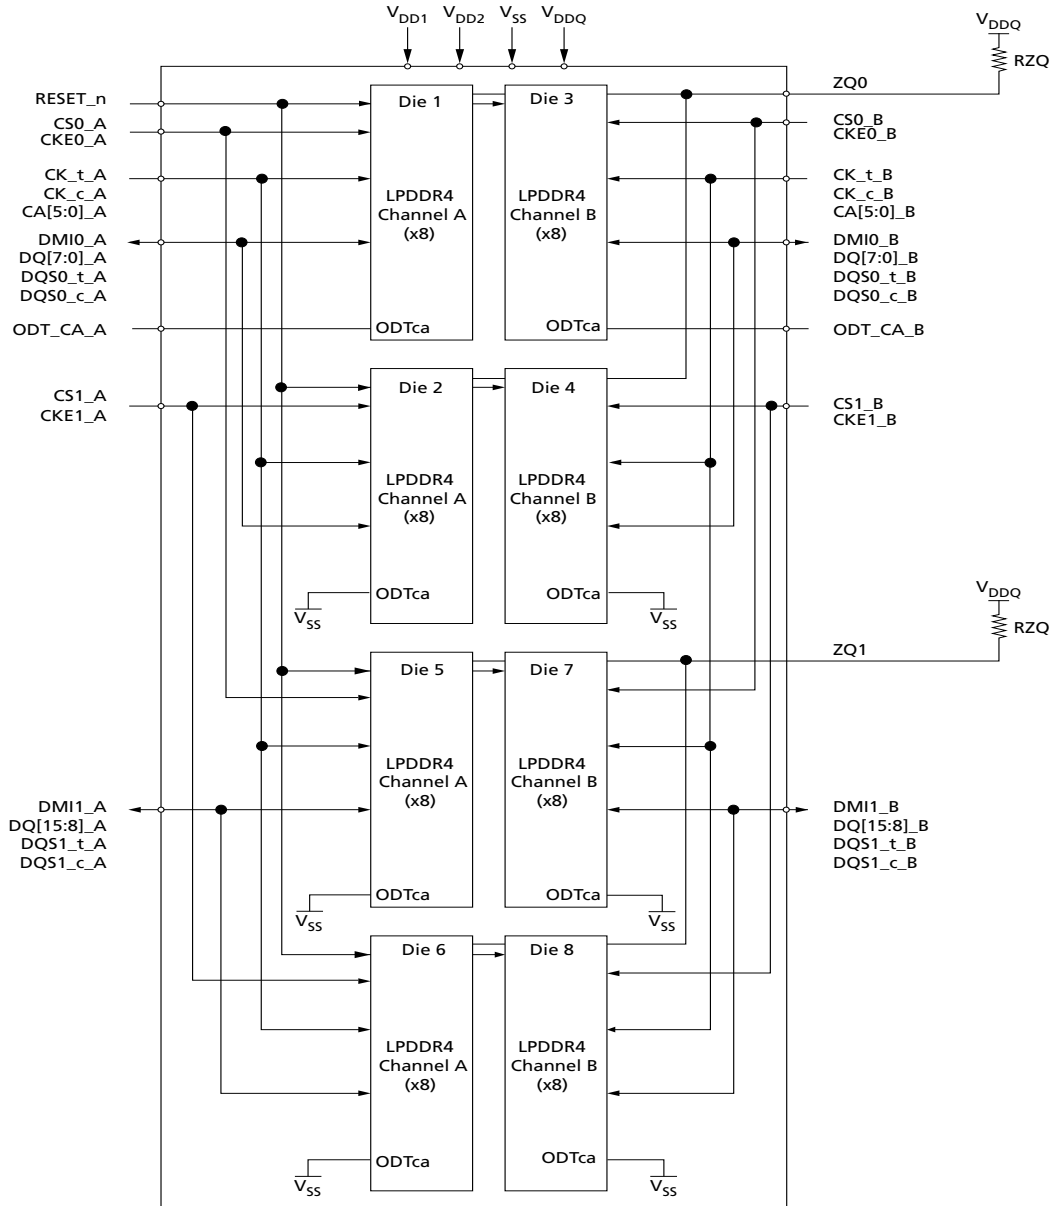 VDD1 VDD2 VSS VDDQ
VDDQ
RZQ
ZQ0
RESET_n
CS0_A
CKE0_A
CK_t_A
CK_c_A
CA[5:0]_A
DMI0_A
DQ[7:0]_A
DQS0_t_A
DQS0_c_A
ODT_CA_A
Die 1
LPDDR4
Channel A
(x8)
ODTca
Die 3
LPDDR4
Channel B
(x8)
ODTca
CS0_B
CKE0_B
CK_t_B
CK_c_B
CA[5:0]_B
DMI0_B
DQ[7:0]_B
DQS0_t_B
DQS0_c_B
ODT_CA_B
CS1_A
CKE1_A
Die 2
LPDDR4
Channel A
(x8)
ODTca
VSS
Die 4
LPDDR4
Channel B
(x8)
ODTca
VSS
CS1_B
CKE1_B
VDDQ
RZQ
ZQ1
Die 5
LPDDR4
Channel A
(x8)
ODTca
VSS
Die 7
LPDDR4
Channel B
(x8)
ODTca
VSS
DMI1_A
DQ[15:8]_A
DQS1_t_A
DQS1_c_A
DMI1_B
DQ[15:8]_B
DQS1_t_B
DQS1_c_B
Die 6
LPDDR4
Channel A
(x8)
ODTca
VSS
Die 8
LPDDR4
Channel B
(x8)
ODTca
VSS